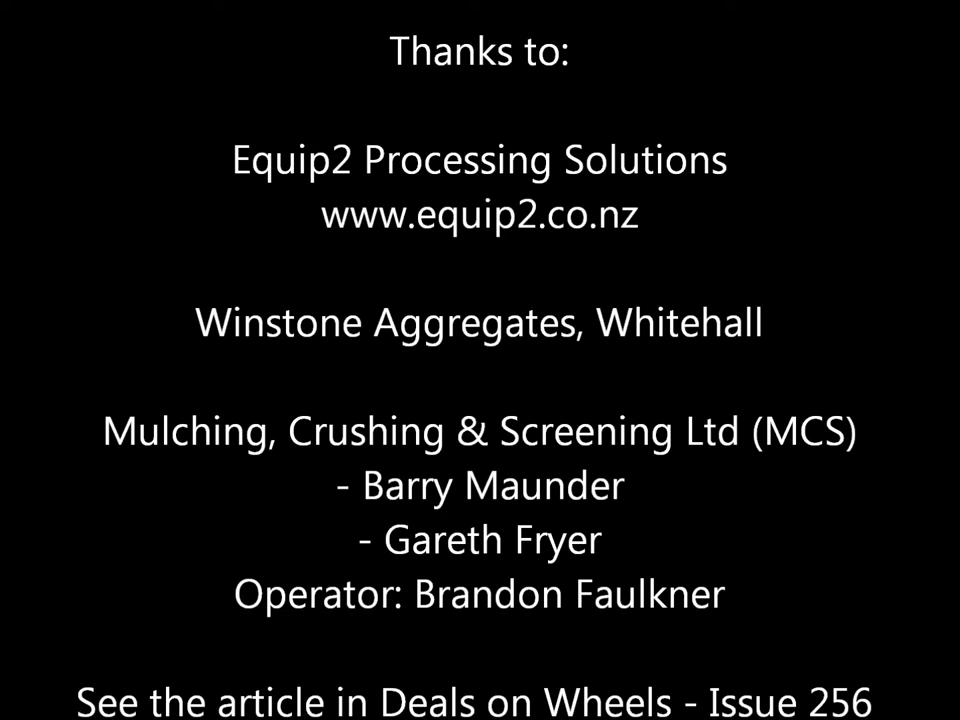 Thanks to:
Equip2 Processing Solutions
www.equip2.co.nz
Winstone Aggregates, Whitehall
Mulching, Crushing & Screening Ltd (MCS)
- Barry Maunder
- Gareth Fryer
Operator: Brandon Faulkner
See the article in Deals on Wheels - Issue 256